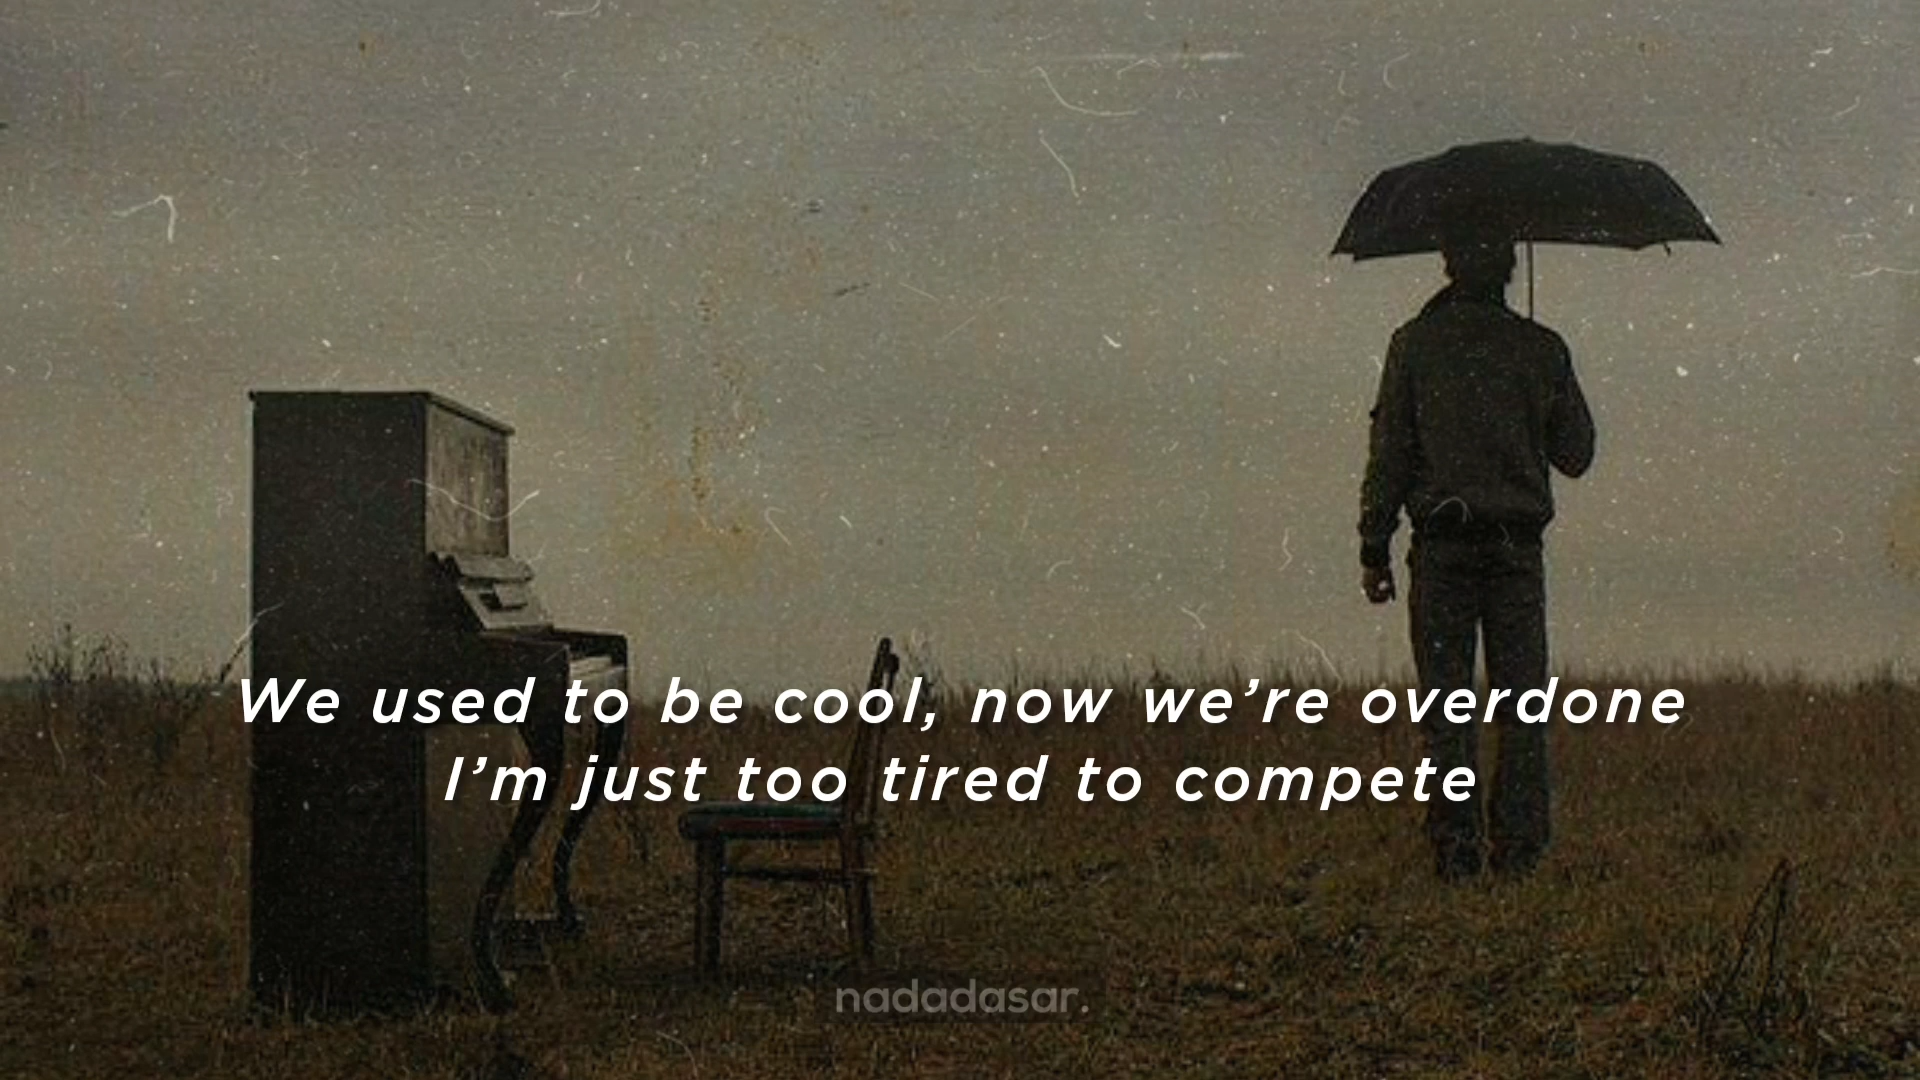 We used to be cool, now we’re overdone
I’m just too tired to compete
nadadasar.